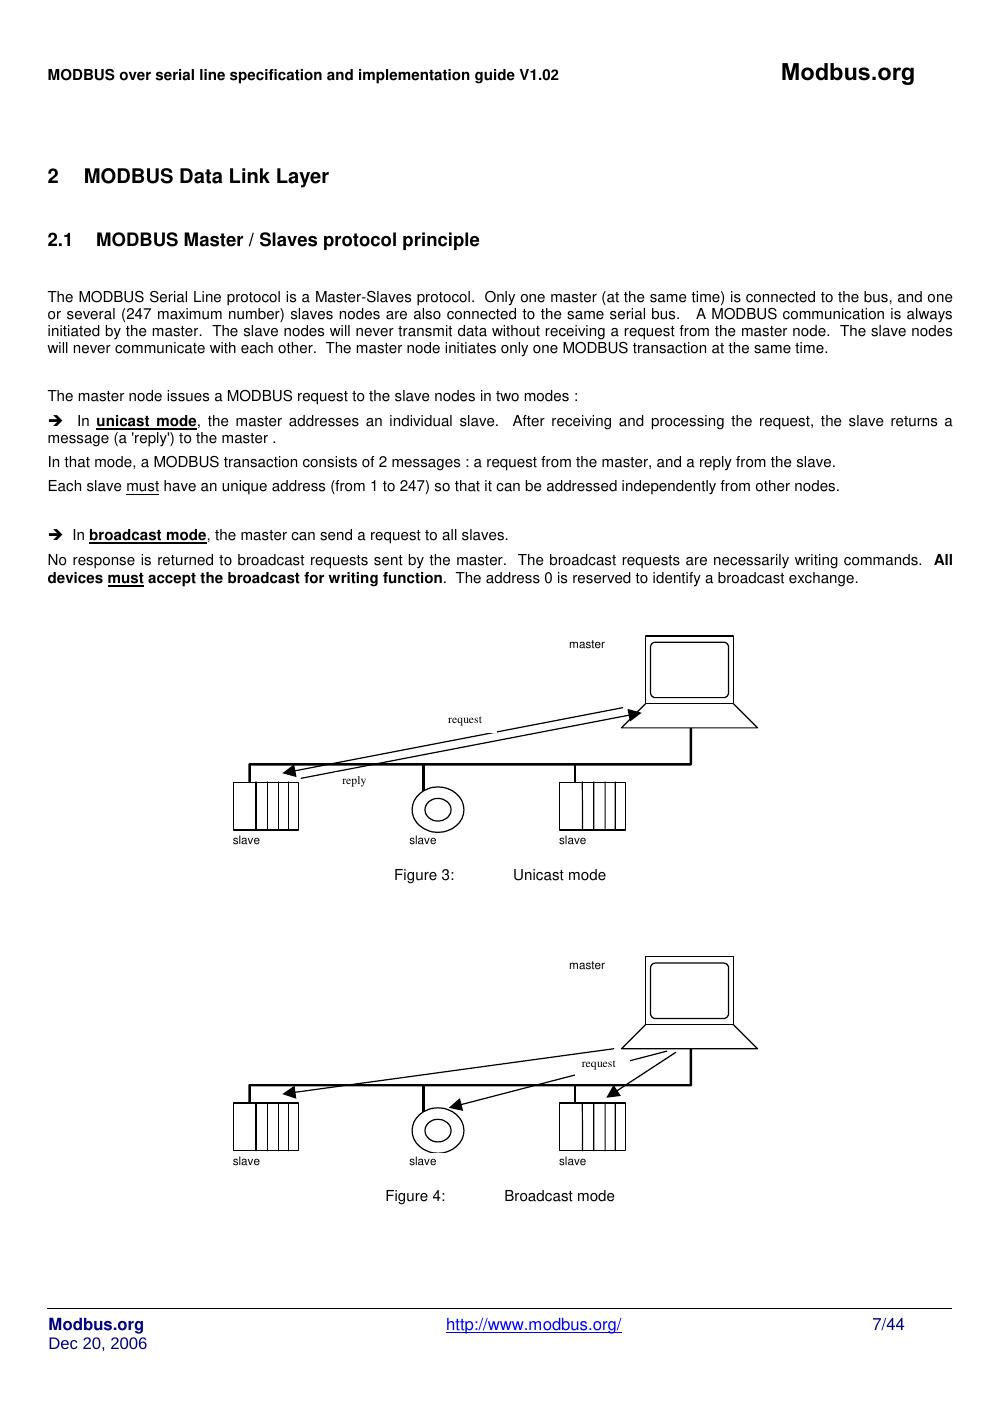 MODBUS over serial line specification and implementation guide V1.02 Modbus.org
2 MODBUS Data Link Layer
2.1 MODBUS Master / Slaves protocol principle
The MODBUS Serial Line protocol is a Master-Slaves protocol. Only one master (at the same time) is connected to the bus, and one
or several (247 maximum number) slaves nodes are also connected to the same serial bus. A MODBUS communication is always
initiated by the master. The slave nodes will never transmit data without receiving a request from the master node. The slave nodes
will never communicate with each other. The master node initiates only one MODBUS transaction at the same time.
The master node issues a MODBUS request to the slave nodes in two modes :
➔ In unicast mode, the master addresses an individual slave. After receiving and processing the request, the slave returns a
message (a 'reply') to the master .
In that mode, a MODBUS transaction consists of 2 messages : a request from the master, and a reply from the slave.
Each slave must have an unique address (from 1 to 247) so that it can be addressed independently from other nodes.
➔ In broadcast mode, the master can send a request to all slaves.
No response is returned to broadcast requests sent by the master. The broadcast requests are necessarily writing commands. All
devices must accept the broadcast for writing function. The address 0 is reserved to identify a broadcast exchange.
master
request
reply
slave slave slave
Figure 3: Unicast mode
master
request
slave slave slave
Figure 4: Broadcast mode
Modbus.org http://www.modbus.org/ 7/44
Dec 20, 2006